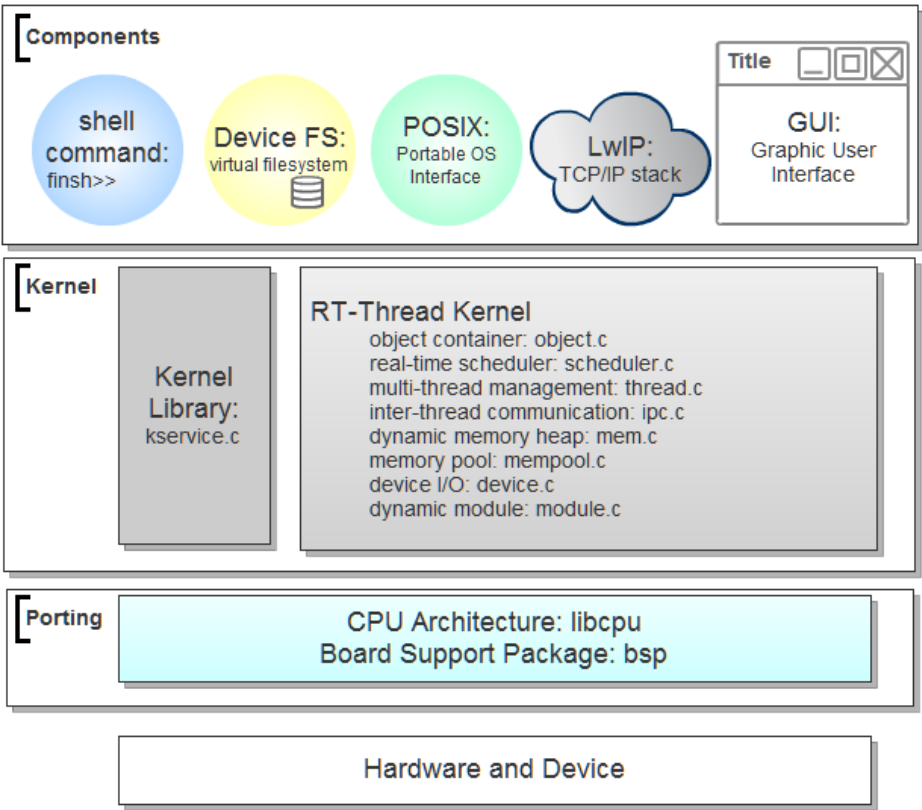 Components
shell
command:
finsh>>
Device FS:
virtual filesystem
POSIX:
Portable OS
Interface
LwIP:
TCP/IP stack
Title
GUI:
Graphic User
Interface
Kernel
Kernel
Library:
kservice.c
RT-Thread Kernel
object container: object.c
real-time scheduler: scheduler.c
multi-thread management: thread.c
inter-thread communication: ipc.c
dynamic memory heap: mem.c
memory pool: mempool.c
device I/O: device.c
dynamic module: module.c
Porting
CPU Architecture: libcpu
Board Support Package: bsp
Hardware and Device